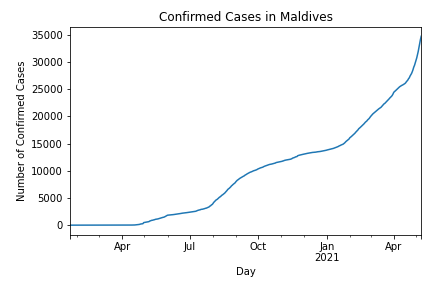 Confirmed Cases in Maldives
Number of Confirmed Cases
35000
30000
25000
20000
15000
10000
5000
0
Apr
Jul
Oct
Jan
2021
Apr
Day